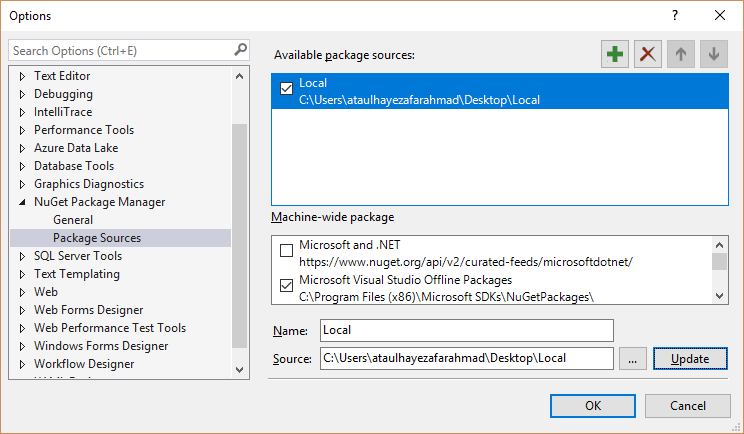 Options
?
Search Options (Ctrl+E)
Text Editor
Debugging
IntelliTrace
Performance Tools
Azure Data Lake
Database Tools
Graphics Diagnostics
NuGet Package Manager
General
Package Sources
SQL Server Tools
Text Templating
Web
Web Forms Designer
Web Performance Test Tools
Windows Forms Designer
Workflow Designer
Available package sources:
Local
C:\Users\ataulhayezafarahmad\Desktop\Local
Machine-wide package
Microsoft and .NET
https://www.nuget.org/api/v2/curated-feeds/microsoftdotnet/
Microsoft Visual Studio Offline Packages
C:\Program Files (x86)\Microsoft SDKs\NuGetPackages\
Name: Local
Source: C:\Users\ataulhayezafarahmad\Desktop\Local ... Update
OK Cancel